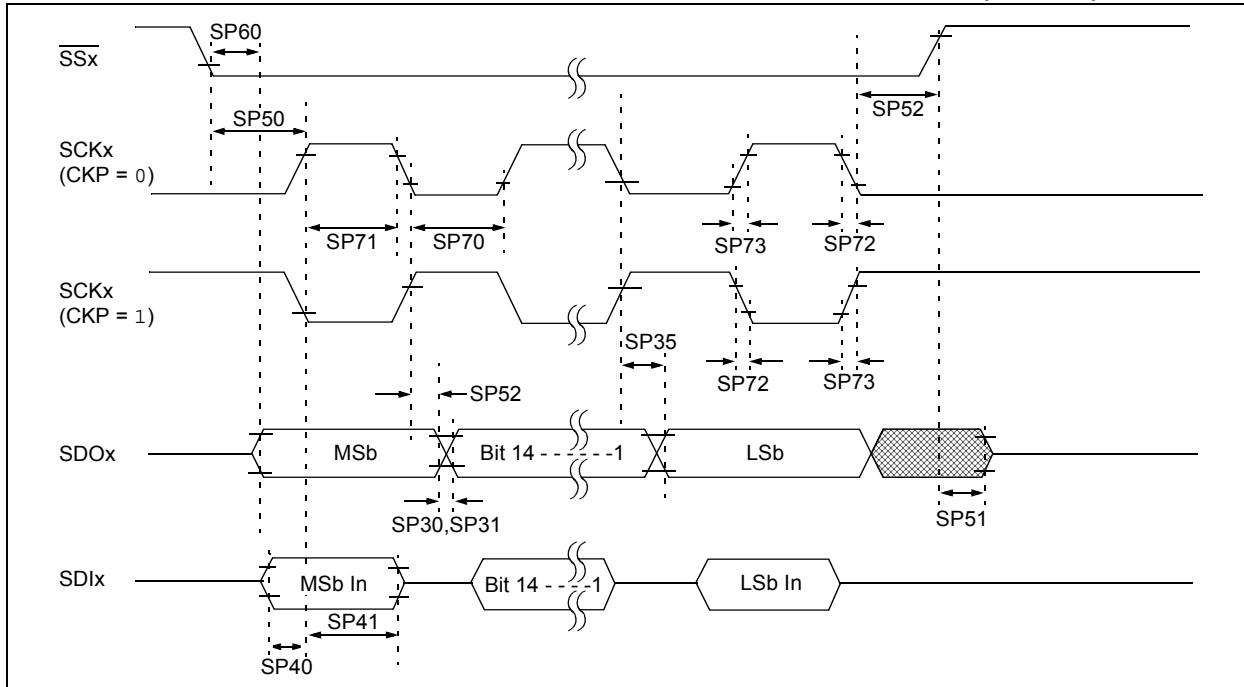 SP60
SSx
SP52
SP50
SCKx
(CKP = 0)
SP71
SP70
SP73
SP72
SCKx
(CKP = 1)
SP35
SP72
SP73
SP52
SDOx
MSb
Bit 14 - - - - - -1
LSb
SP30,SP31
SP51
SDIx
MSb In
Bit 14 - - - -1
LSb In
SP41
SP40